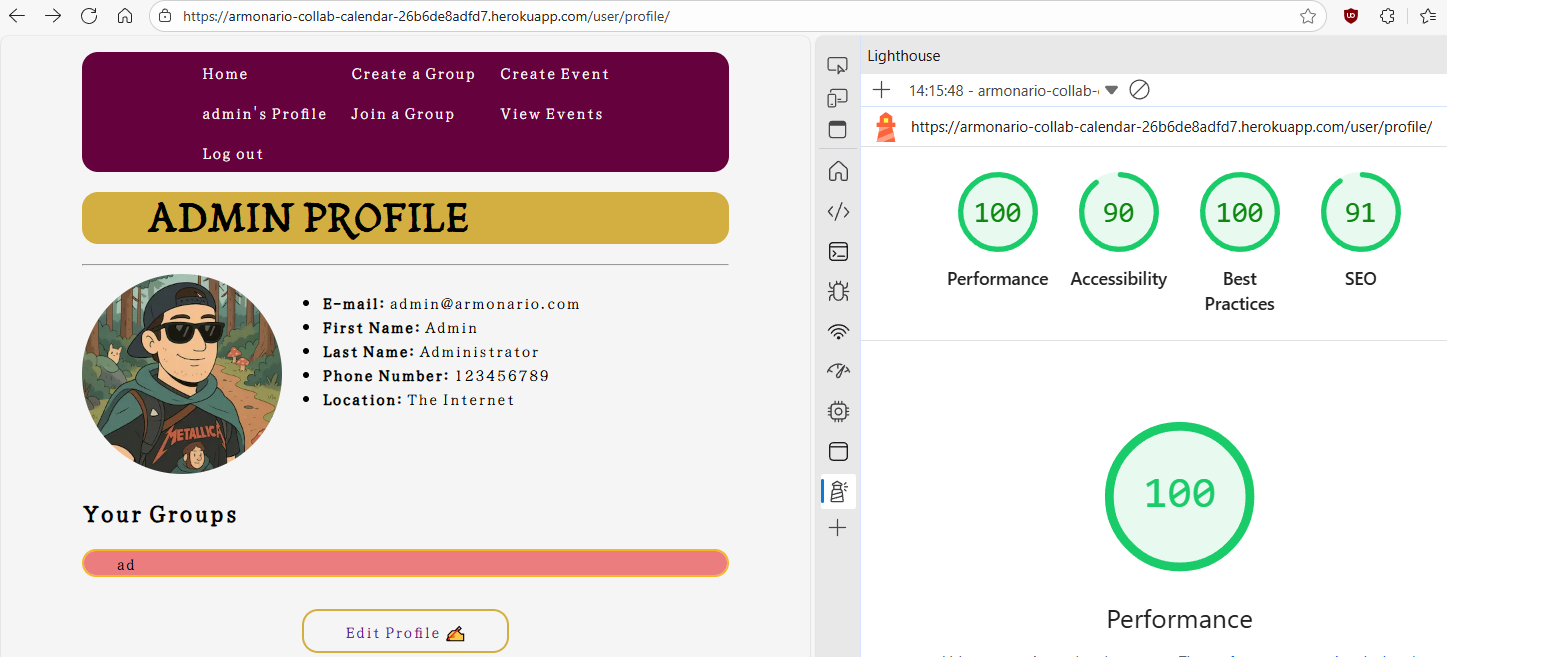 https://armonario-collab-calendar-26b6de8adfd7.herokuapp.com/user/profile/
UD
Home Create a Group Create Event
admin's Profile Join a Group View Events
Log out
ADMIN PROFILE
E-mail: admin@armonario.com
First Name: Admin
Last Name: Administrator
Phone Number: 123456789
Location: The Internet
METALLICA
Your Groups
ad
Edit Profile ✍
Lighthouse
14:15:48 - armonario-collab-
https://armonario-collab-calendar-26b6de8adfd7.herokuapp.com/user/profile/
100 90 100 91
Performance Accessibility Best Practices SEO
100
Performance